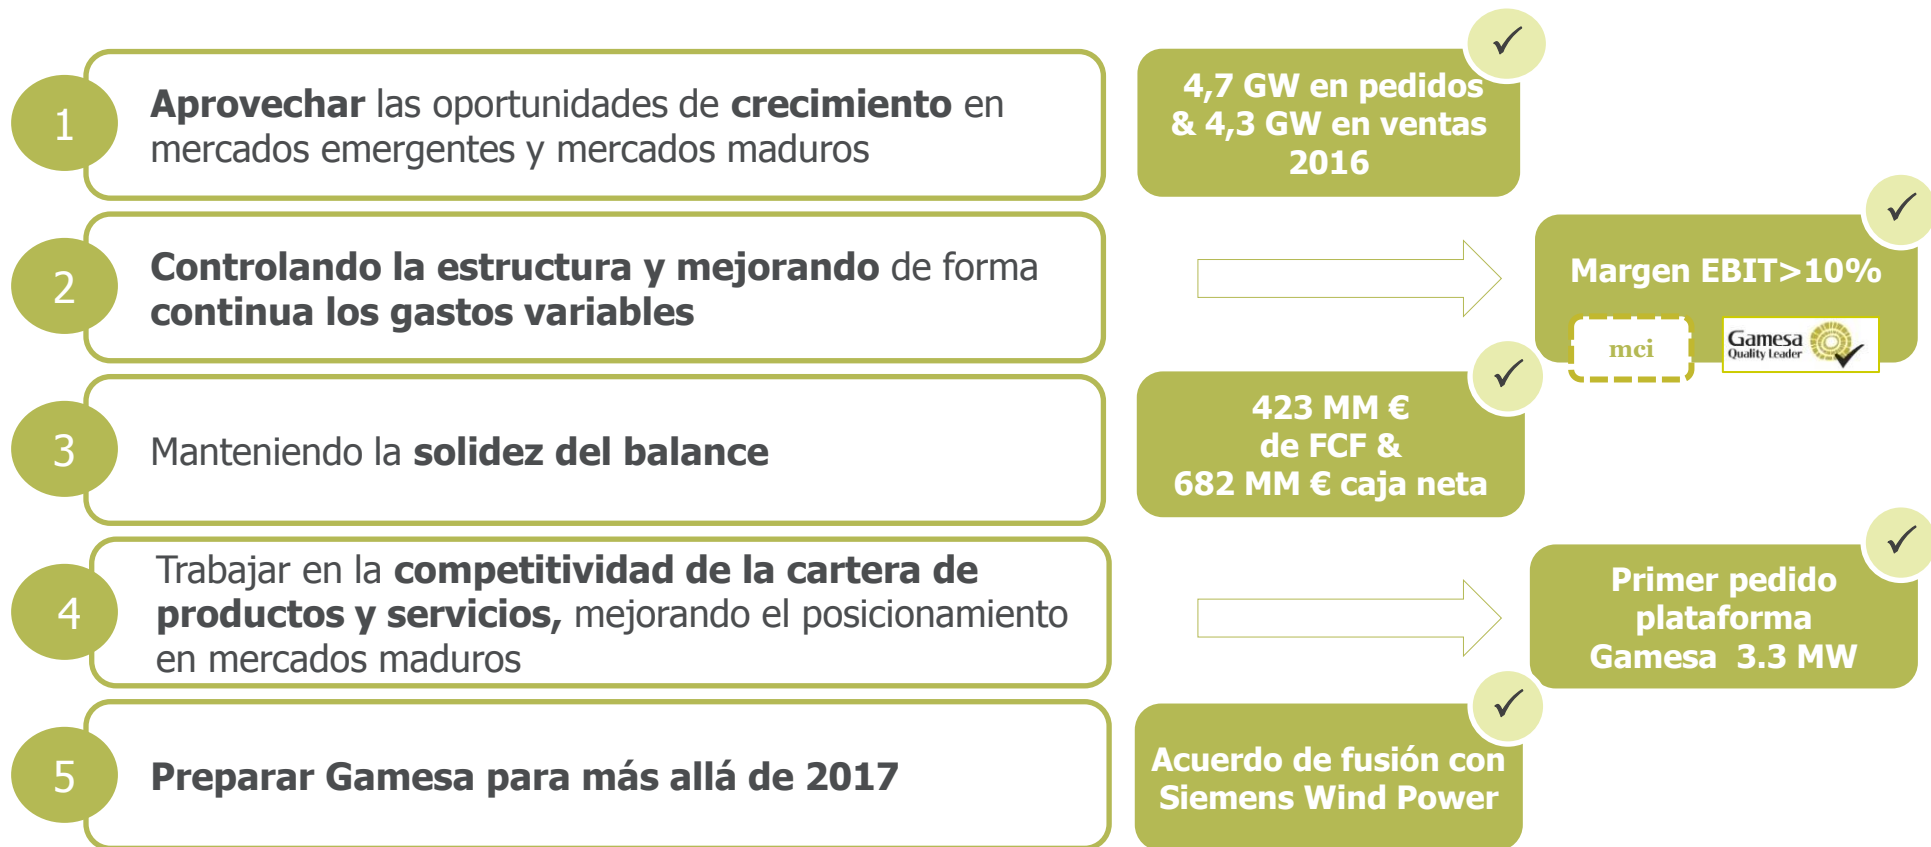 1
Aprovechar las oportunidades de crecimiento en
mercados emergentes y mercados maduros
4,7 GW en pedidos
& 4,3 GW en ventas
2016
2
Controlando la estructura y mejorando de forma
continua los gastos variables
Margen EBIT>10%
mci
Gamesa
Quality Leader
3
Manteniendo la solidez del balance
423 MM €
de FCF &
682 MM € caja neta
4
Trabajar en la competitividad de la cartera de
productos y servicios, mejorando el posicionamiento
en mercados maduros
Primer pedido
plataforma
Gamesa 3.3 MW
5
Preparar Gamesa para más allá de 2017
Acuerdo de fusión con
Siemens Wind Power